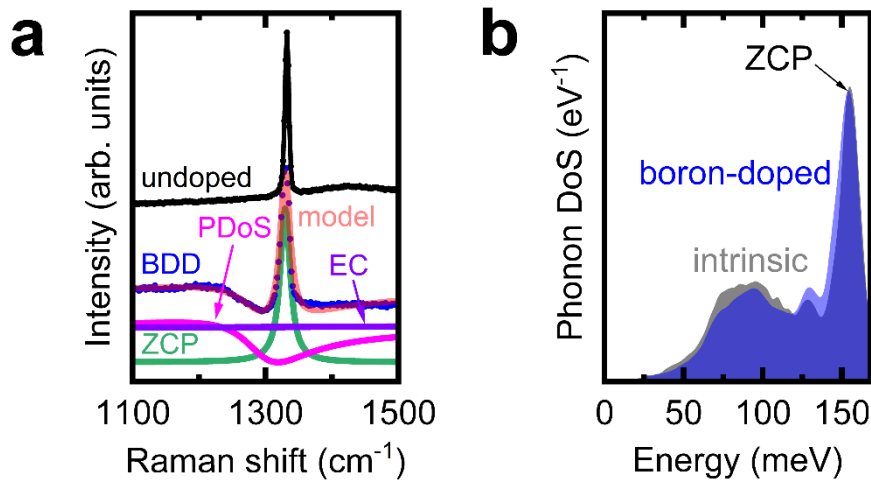 a
Intensity (arb. units)
undoped
PDoS
model
BDD
EC
ZCP
1100
1300
1500
Raman shift (cm⁻¹)
b
Phonon DoS (eV⁻¹)
ZCP
boron-doped
intrinsic
0
50
100
150
Energy (meV)